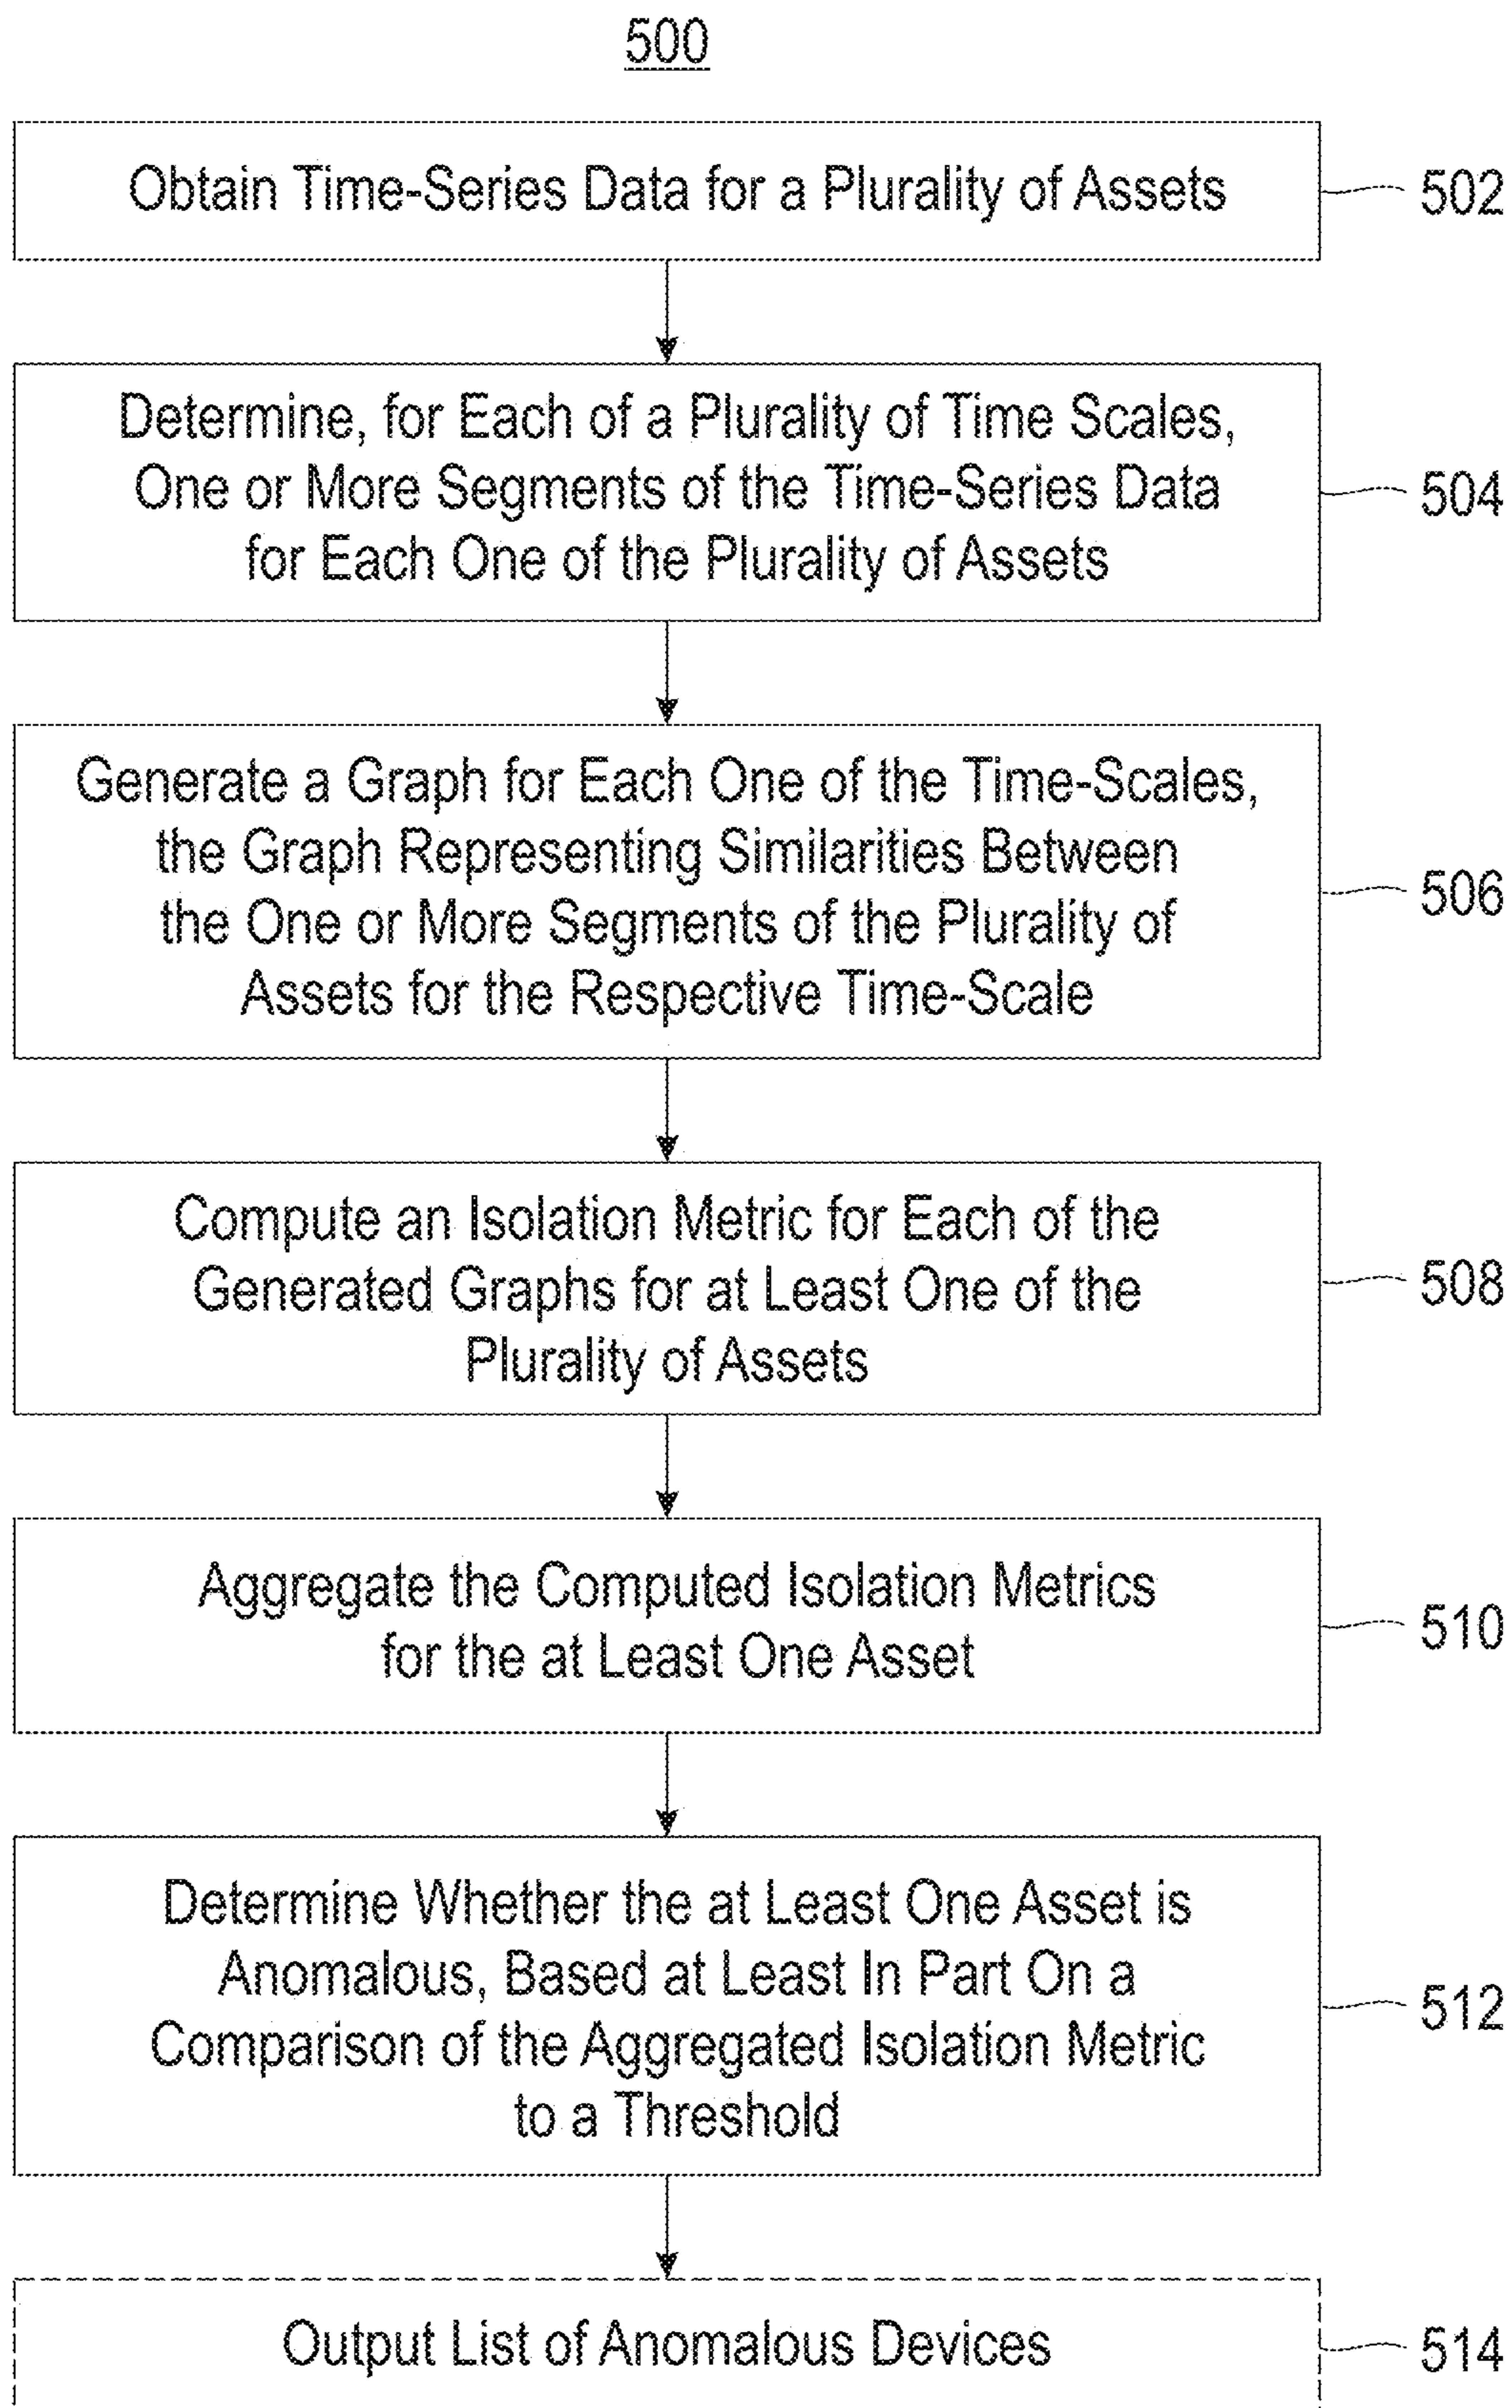 500
Obtain Time-Series Data for a Plurality of Assets
502
Determine, for Each of a Plurality of Time Scales,
One or More Segments of the Time-Series Data
for Each One of the Plurality of Assets
504
Generate a Graph for Each One of the Time-Scales,
the Graph Representing Similarities Between
the One or More Segments of the Plurality of
Assets for the Respective Time-Scale
506
Compute an Isolation Metric for Each of the
Generated Graphs for at Least One of the
Plurality of Assets
508
Aggregate the Computed Isolation Metrics
for the at Least One Asset
510
Determine Whether the at Least One Asset is
Anomalous, Based at Least In Part On a
Comparison of the Aggregated Isolation Metric
to a Threshold
512
Output List of Anomalous Devices
514